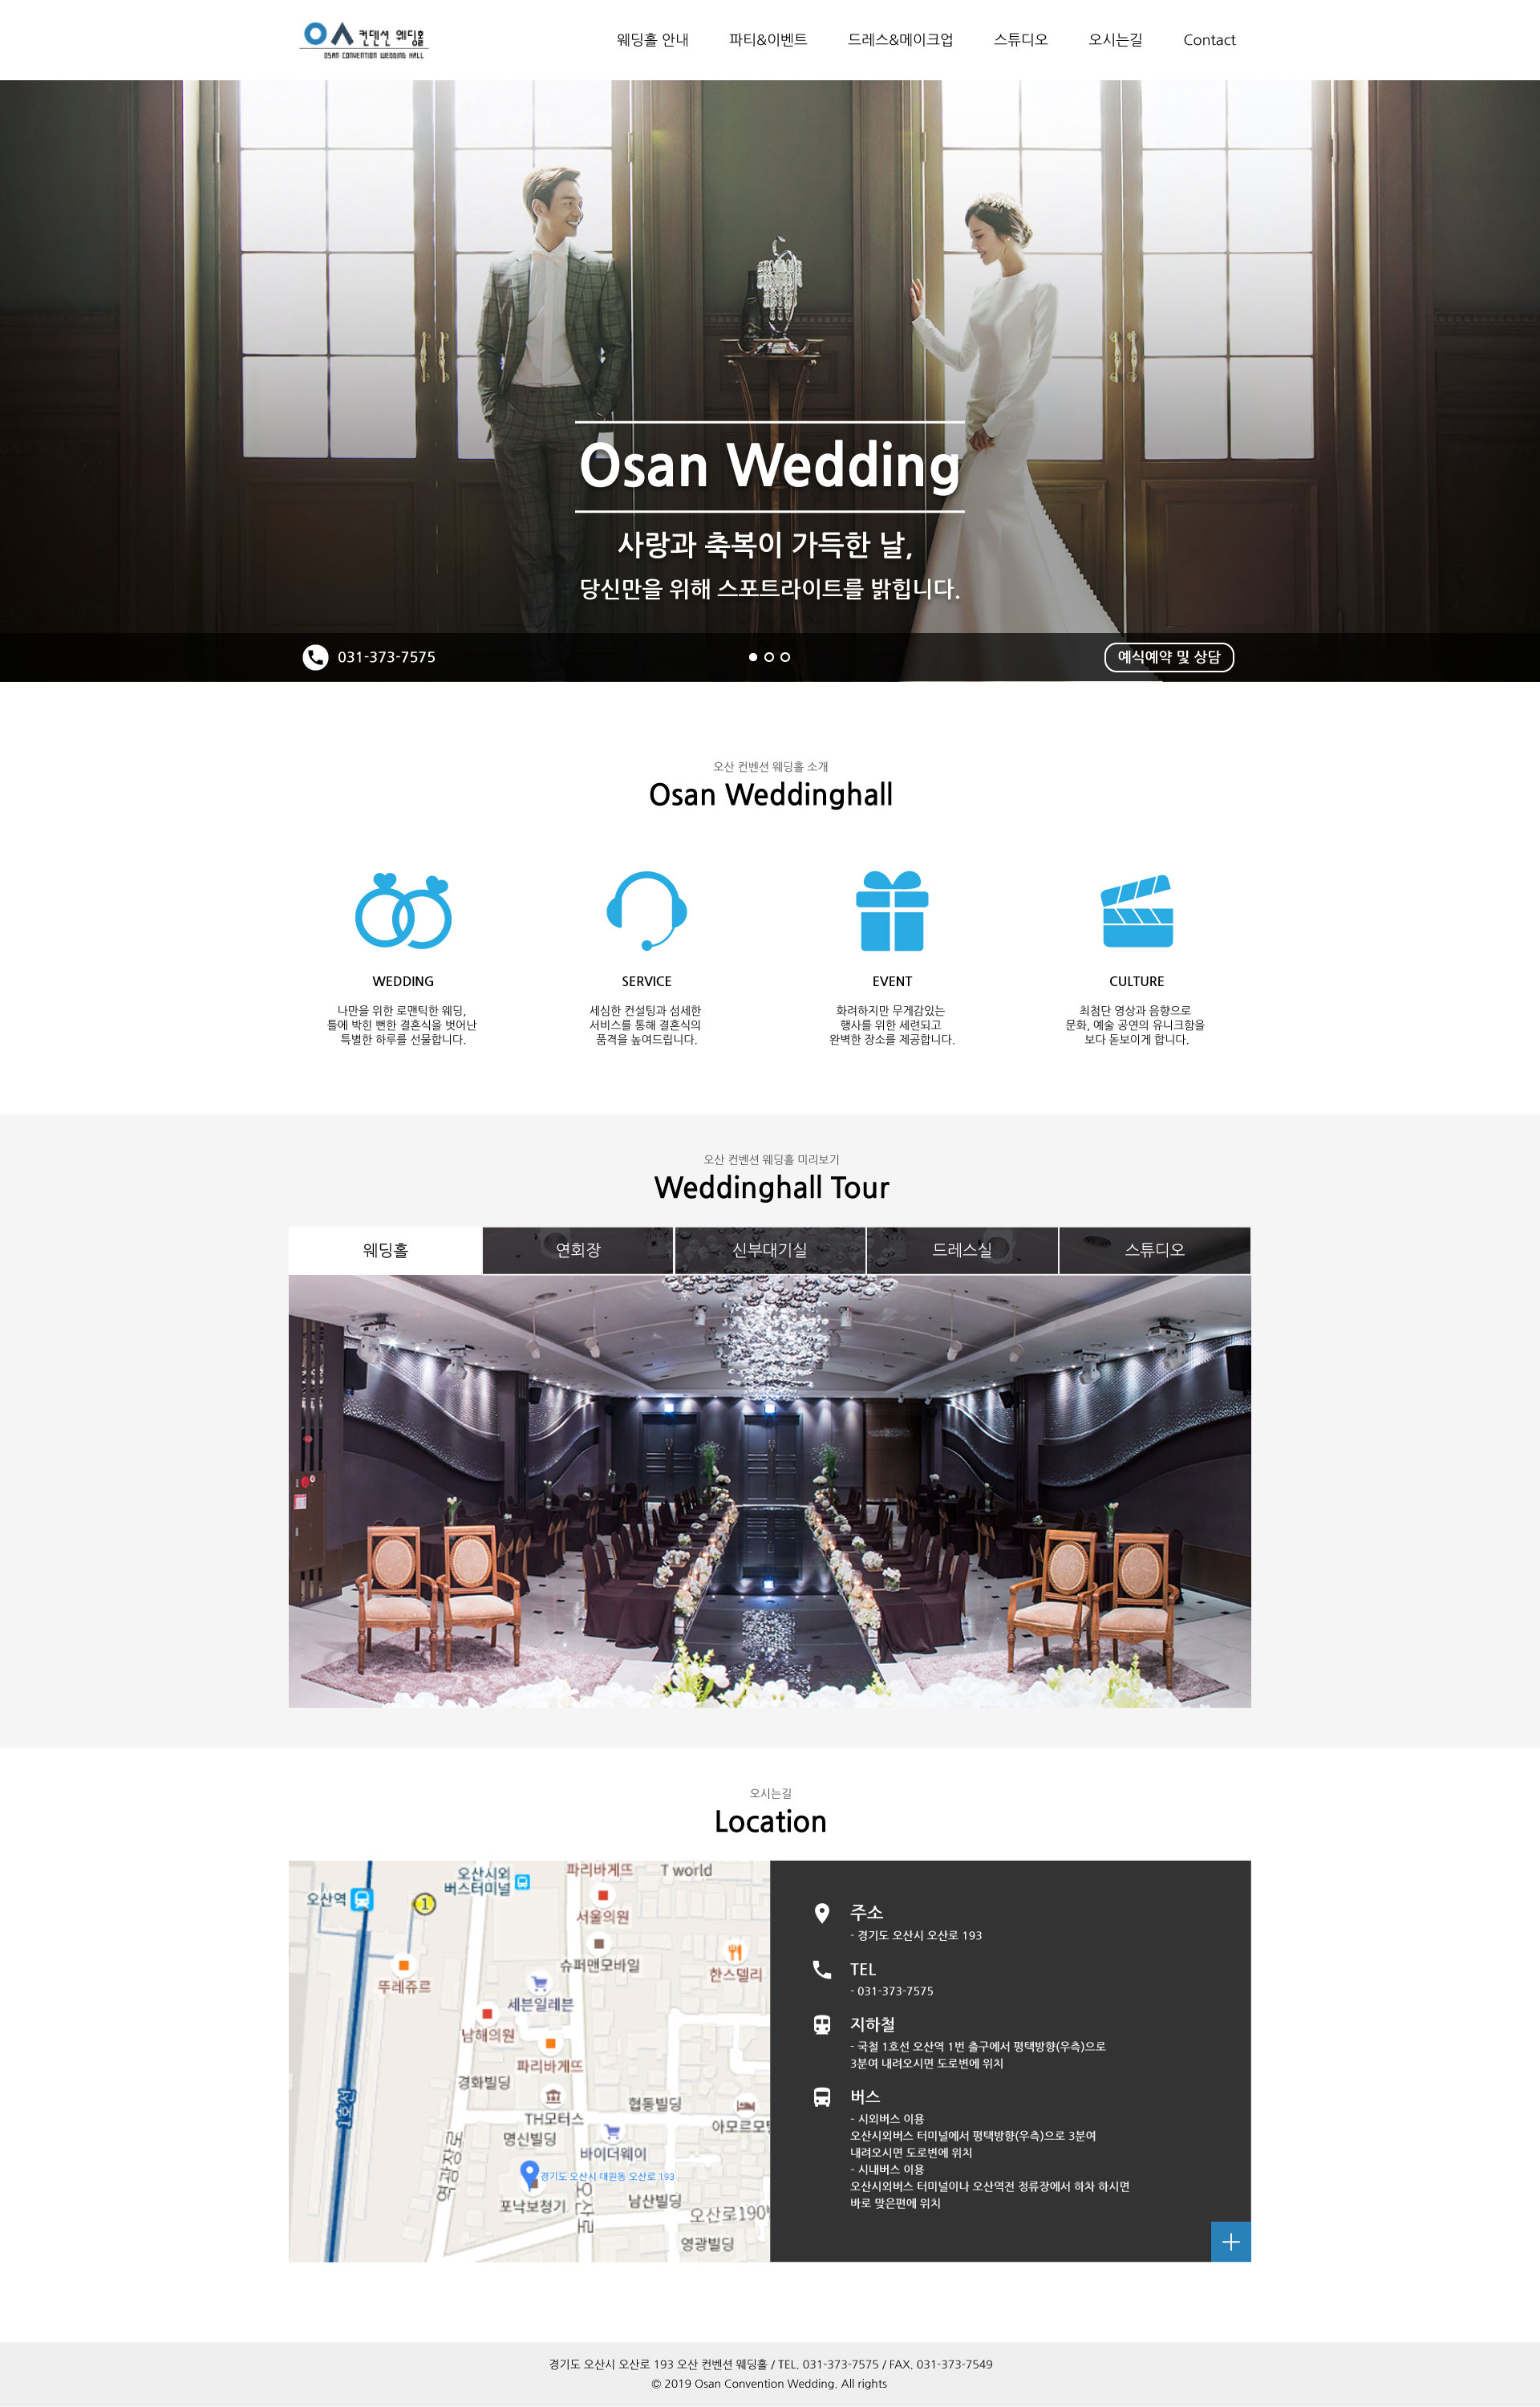 OA 컨벤션 웨딩홀
OSAN CONVENTION WEDDING HALL
웨딩홀 안내
파티&이벤트
드레스&메이크업
스튜디오
오시는길
Contact
Osan Wedding
사랑과 축복이 가득한 날,
당신만을 위해 스포트라이트를 밝힙니다.
031-373-7575
예식예약 및 상담
오산 컨벤션 웨딩홀 소개
Osan Weddinghall
WEDDING
나만을 위한 로맨틱한 웨딩,
틀에 박힌 뻔한 결혼식을 벗어난
특별한 하루를 선물합니다.
SERVICE
세심한 컨설팅과 섬세한
서비스를 통해 결혼식의
품격을 높여드립니다.
EVENT
화려하지만 무게감있는
행사를 위한 세련되고
완벽한 장소를 제공합니다.
CULTURE
최첨단 영상과 음향으로
문화, 예술 공연의 유니크함을
보다 돋보이게 합니다.
오산 컨벤션 웨딩홀 미리보기
Weddinghall Tour
웨딩홀
연회장
신부대기실
드레스실
스튜디오
오시는길
Location
오산역
1
오산시외
버스터미널
파리바게뜨
T world
서울의원
슈퍼맨모바일
한스델리
뚜레쥬르
세븐일레븐
남해의원
파리바게뜨
경화빌딩
1호선
TH모터스
협동빌딩
아모르모텔
명신빌딩
바이더웨이
역광장로
경기도 오산시 대원동 오산로 193
포낙보청기
오산로
남산빌딩
오산로190번
영광빌딩
주소
- 경기도 오산시 오산로 193
TEL
- 031-373-7575
지하철
- 국철 1호선 오산역 1번 출구에서 평택방향(우측)으로
3분여 내려오시면 도로변에 위치
버스
- 시외버스 이용
오산시외버스 터미널에서 평택방향(우측)으로 3분여
내려오시면 도로변에 위치
- 시내버스 이용
오산시외버스 터미널이나 오산역전 정류장에서 하차 하시면
바로 맞은편에 위치
경기도 오산시 오산로 193 오산 컨벤션 웨딩홀 / TEL. 031-373-7575 / FAX. 031-373-7549
© 2019 Osan Convention Wedding. All rights